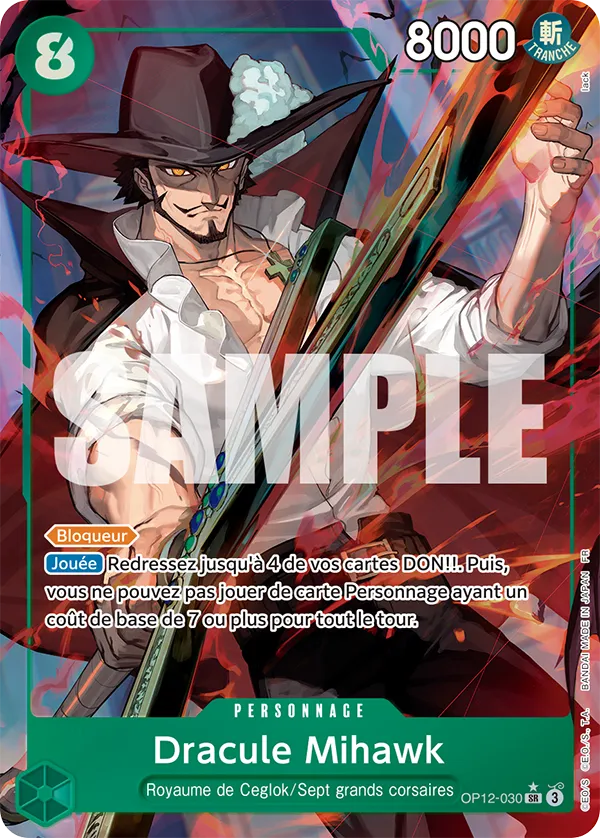 8
8000
斬
TRANCHE
lack
SAMPLE
Bloqueur
Jouée Redressez jusqu'à 4 de vos cartes DON!!. Puis,
vous ne pouvez pas jouer de carte Personnage ayant un
coût de base de 7 ou plus pour tout le tour.
©E.O./S., T.A. BANDAI MADE IN JAPAN FR
PERSONNAGE
Dracule Mihawk
Royaume de Ceglok/Sept grands corsaires
OP12-030 SR 3